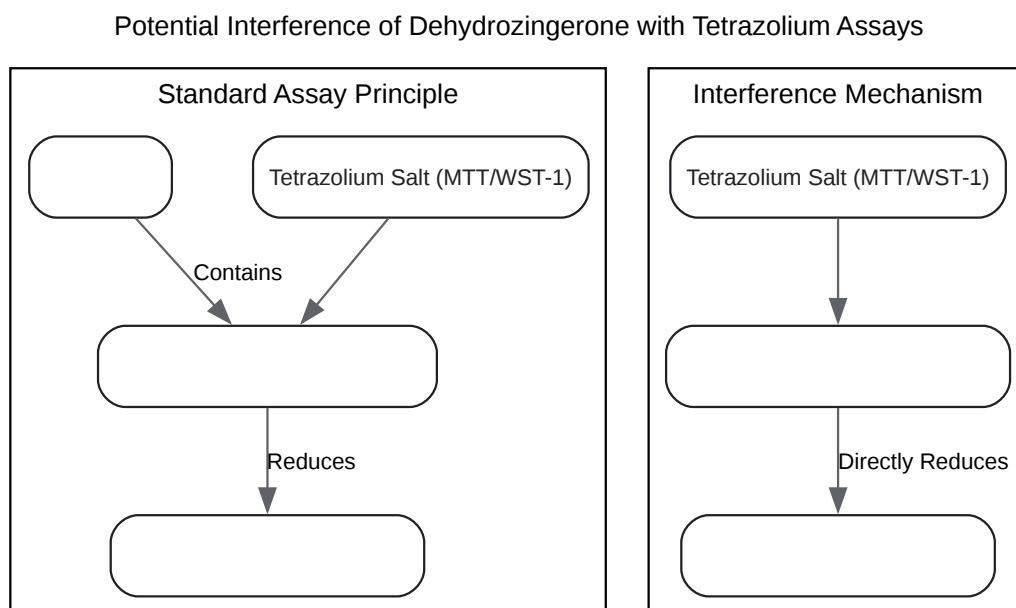 Potential Interference of Dehydrozingerone with Tetrazolium Assays
Standard Assay Principle
Tetrazolium Salt (MTT/WST-1)
Contains
Reduces
Interference Mechanism
Tetrazolium Salt (MTT/WST-1)
Directly Reduces